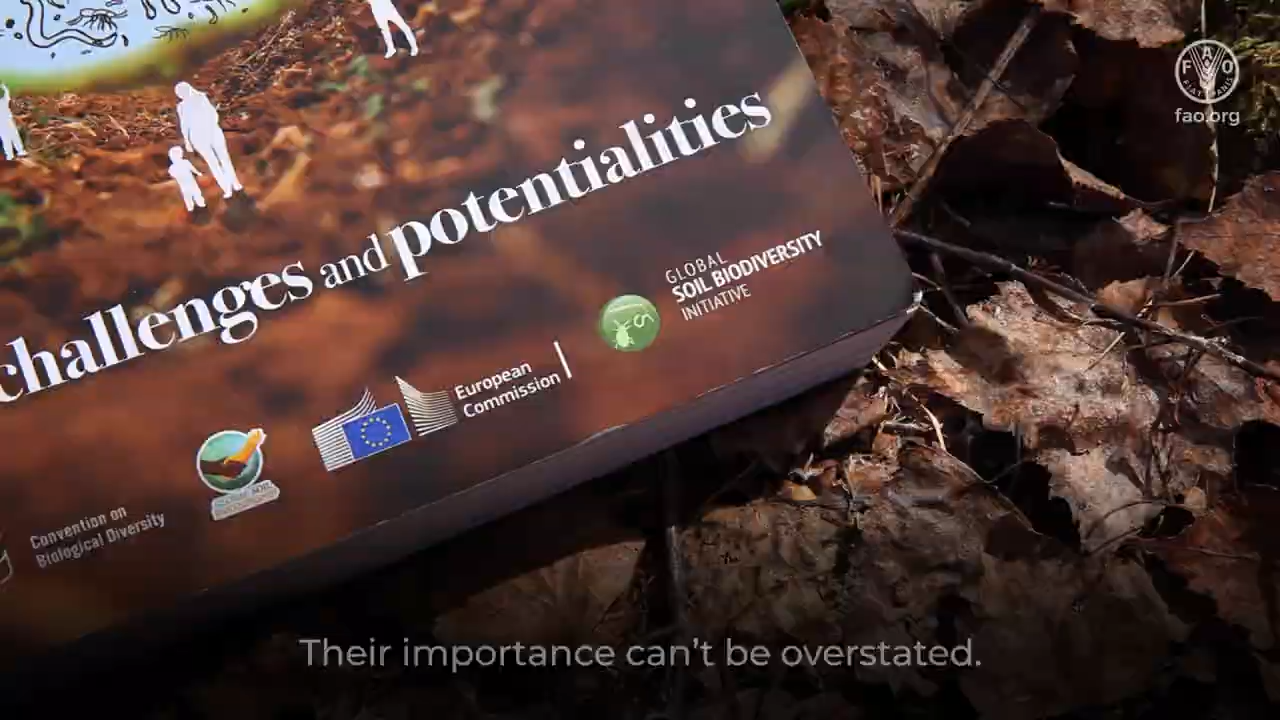 FAO
fao.org
challenges and potentialities
GLOBAL
SOIL BIODIVERSITY
INITIATIVE
European
Commission
Convention on
Biological Diversity
Their importance can't be overstated.